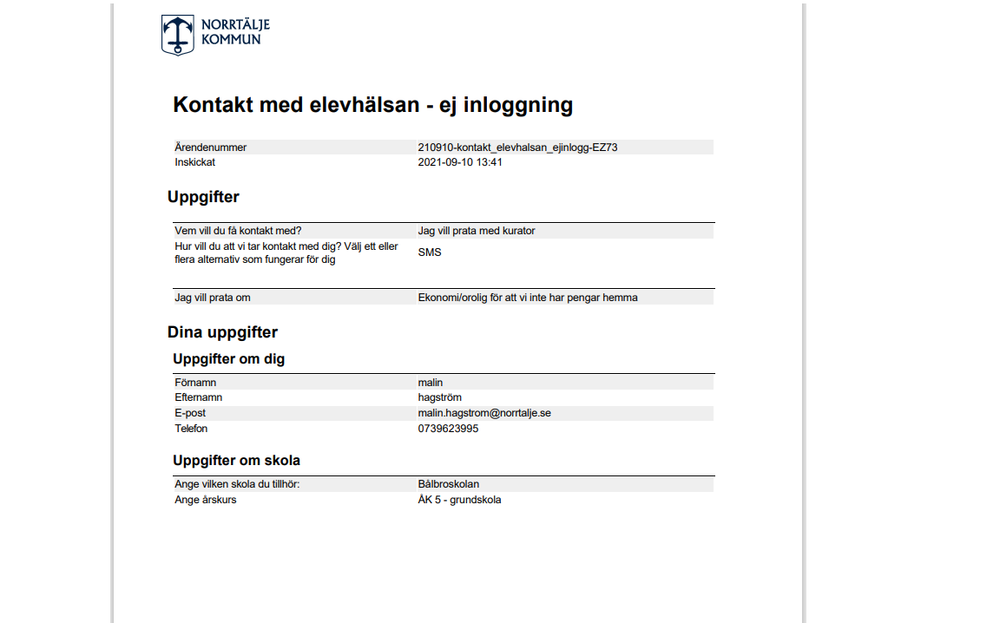 NORRTÄLJE
KOMMUN
Kontakt med elevhälsan - ej inloggning
Ärendenummer 210910-kontakt_elevhalsan_ejinlogg-EZ73
Inskickat 2021-09-10 13:41
Uppgifter
Vem vill du få kontakt med? Jag vill prata med kurator
Hur vill du att vi tar kontakt med dig? Välj ett eller
flera alternativ som fungerar för dig SMS
Jag vill prata om Ekonomi/orolig för att vi inte har pengar hemma
Dina uppgifter
Uppgifter om dig
Förnamn malin
Efternamn hagström
E-post malin.hagstrom@norrtalje.se
Telefon 0739623995
Uppgifter om skola
Ange vilken skola du tillhör: Bålbroskolan
Ange årskurs ÅK 5 - grundskola